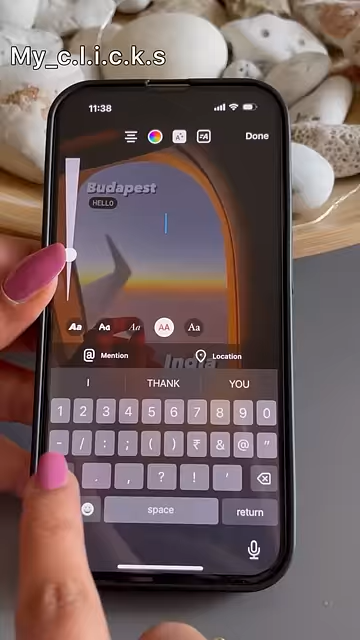 My_c.l.i.c.k.s
11:38
Done
Budapest
HELLO
Aa Aa Aa AA Aa
@ Mention Location
India
I THANK YOU
1 2 3 4 5 6 7 8 9 0
- / : ; ( ) ₹ & @ "
. , ? ! '
space return